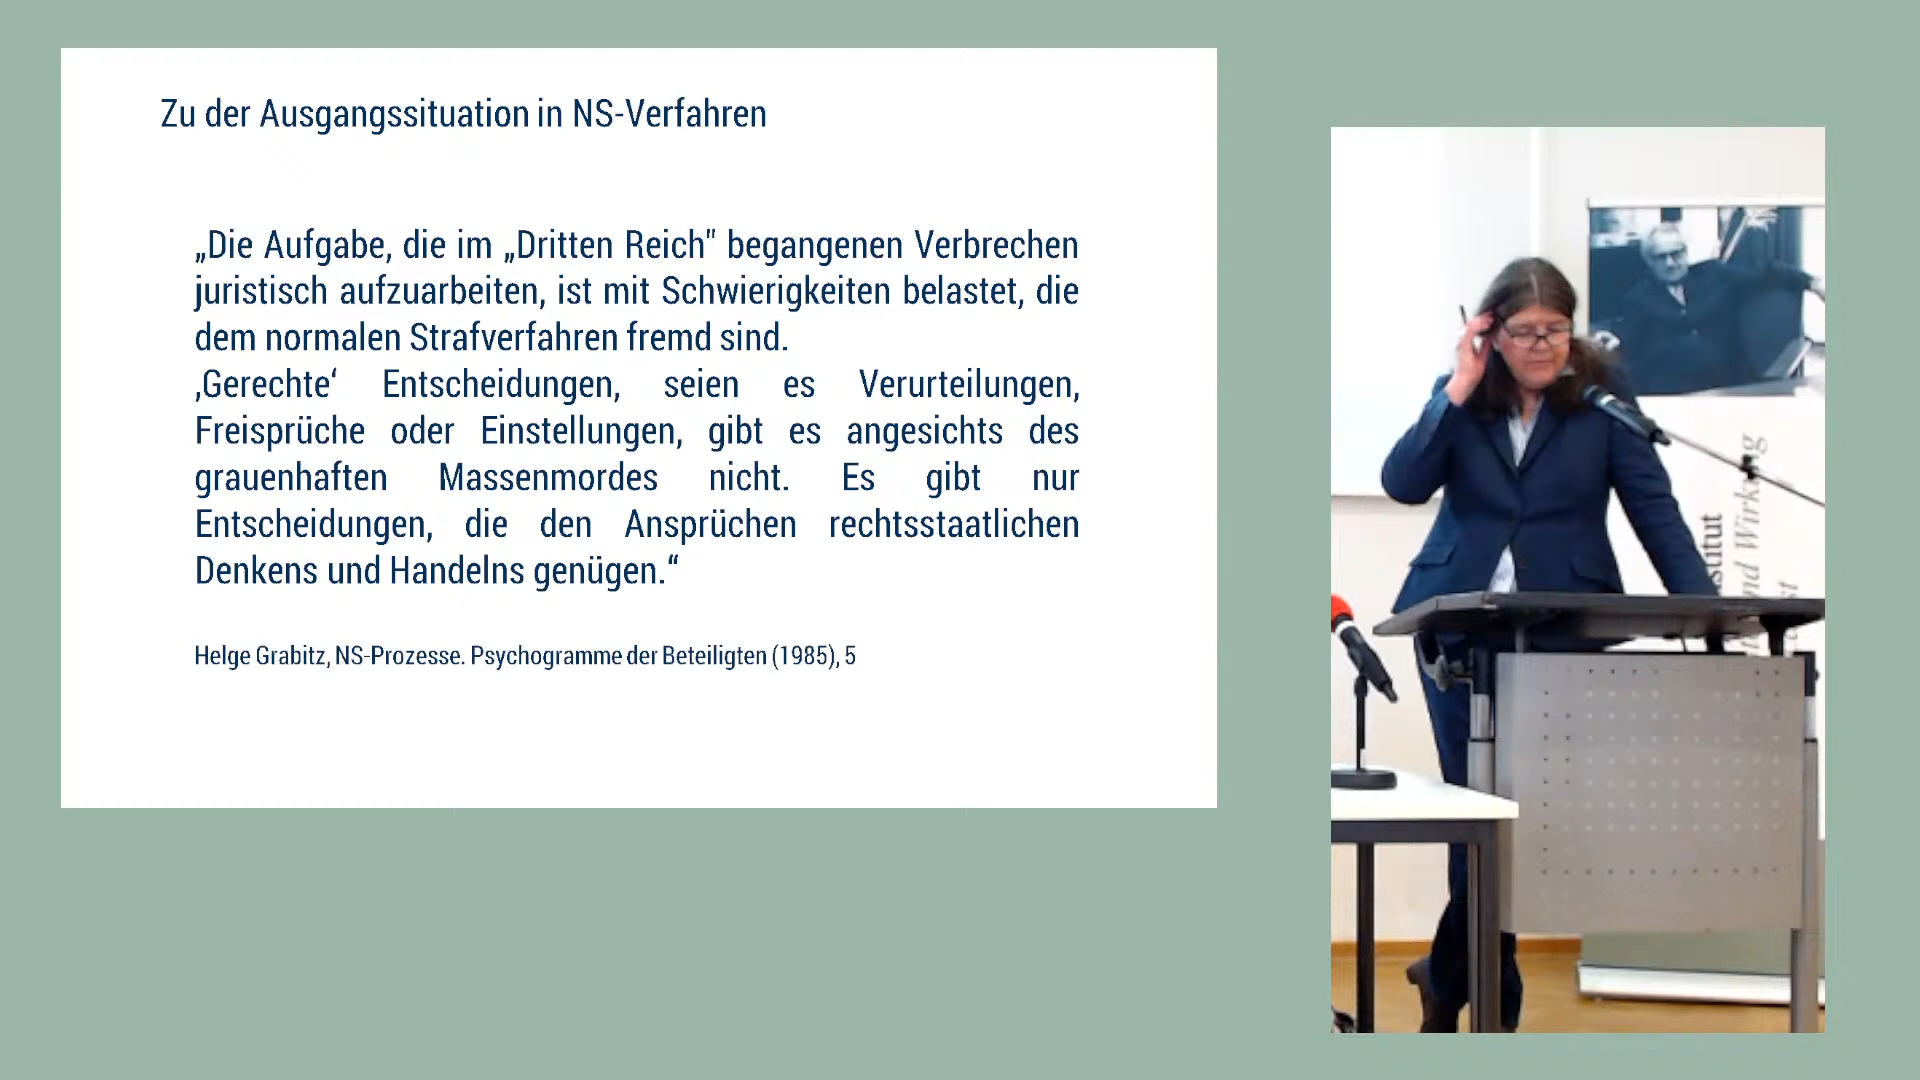 Zu der Ausgangssituation in NS-Verfahren
„Die Aufgabe, die im „Dritten Reich" begangenen Verbrechen
juristisch aufzuarbeiten, ist mit Schwierigkeiten belastet, die
dem normalen Strafverfahren fremd sind.
‚Gerechte‘ Entscheidungen, seien es Verurteilungen,
Freisprüche oder Einstellungen, gibt es angesichts des
grauenhaften Massenmordes nicht. Es gibt nur
Entscheidungen, die den Ansprüchen rechtsstaatlichen
Denkens und Handelns genügen.“
Helge Grabitz, NS-Prozesse. Psychogramme der Beteiligten (1985), 5